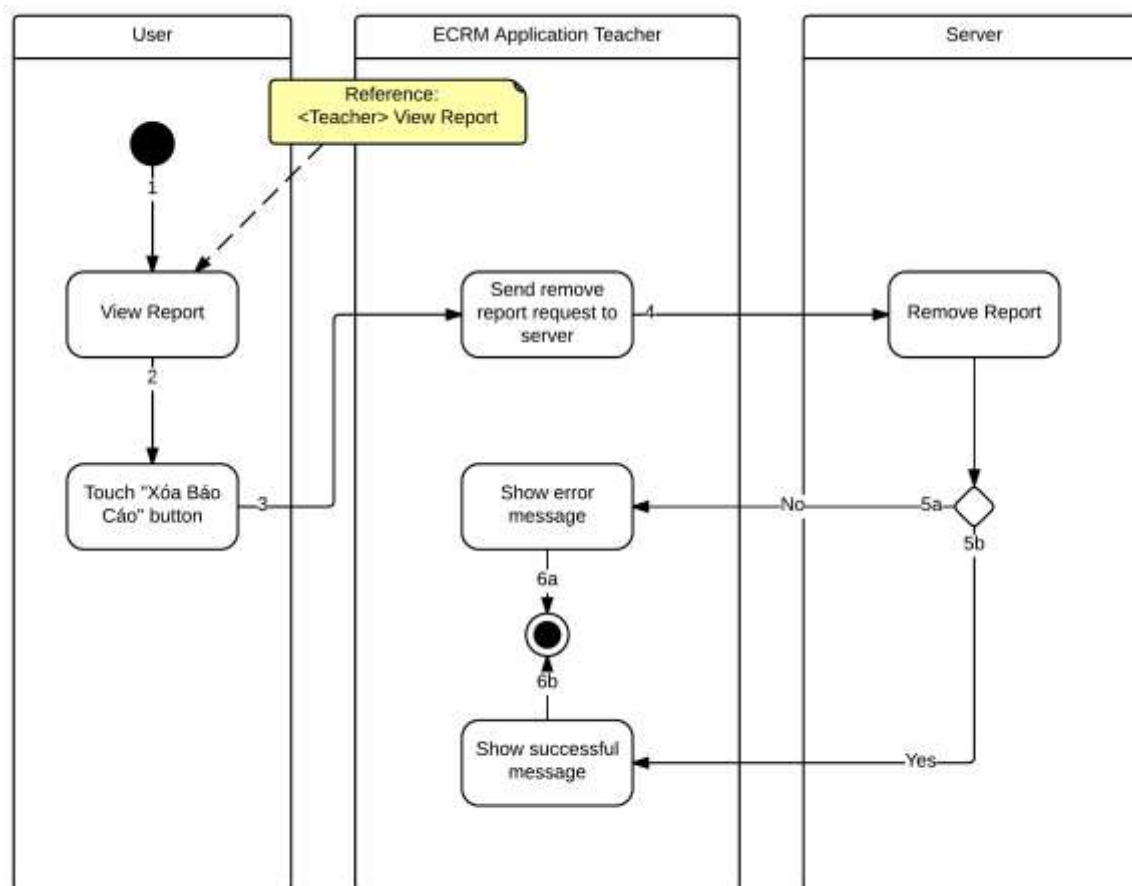 User
ECRM Application Teacher
Server
Reference:
<Teacher> View Report
1
View Report
Send remove
report request to
server
4
Remove Report
2
Touch "Xóa Báo
Cáo" button
3
Show error
message
No
5a
5b
6a
6b
Show successful
message
Yes